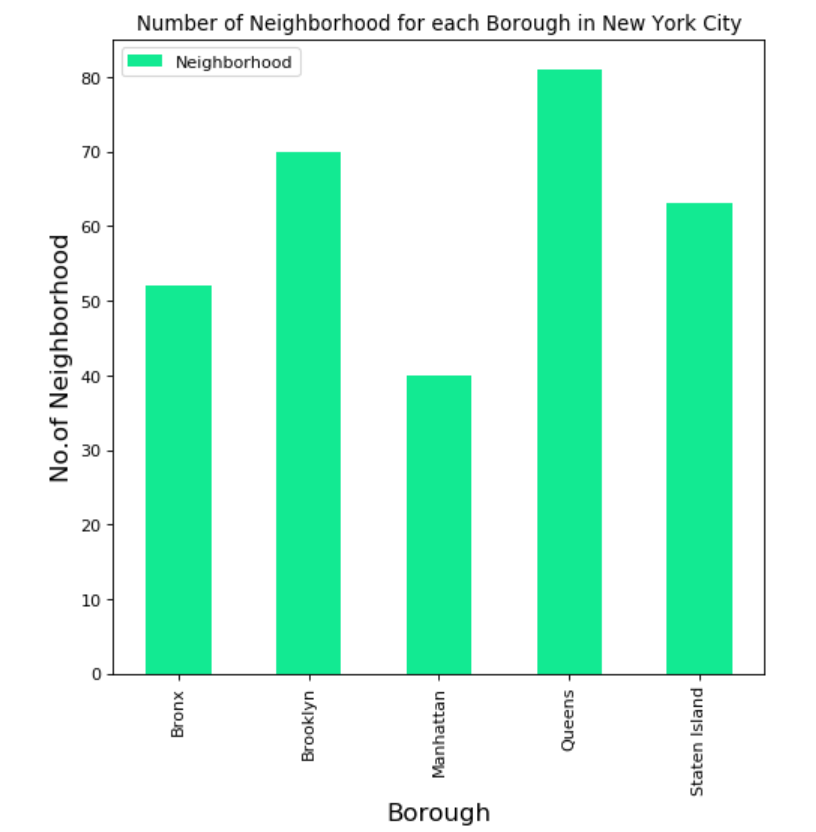 Number of Neighborhood for each Borough in New York City
Neighborhood
80
70
60
50
40
30
20
10
0
No.of Neighborhood
Bronx
Brooklyn
Manhattan
Queens
Staten Island
Borough